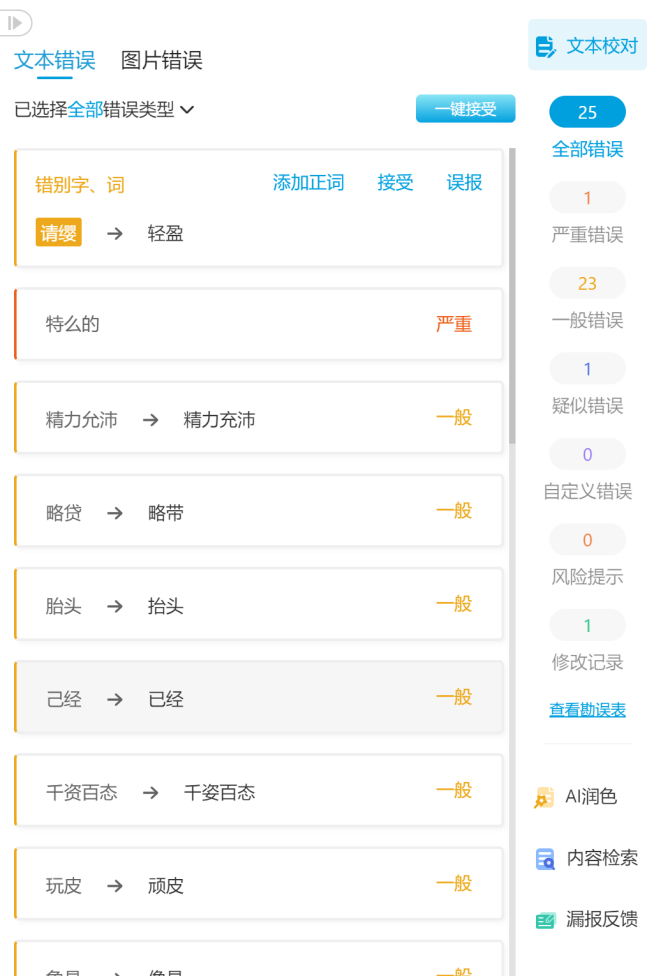 文本错误 图片错误
已选择全部错误类型
一键接受
错别字、词 添加正词 接受 误报
请缨 → 轻盈
特么的 严重
精力允沛 → 精力充沛 一般
略贷 → 略带 一般
胎头 → 抬头 一般
己经 → 已经 一般
千资百态 → 千姿百态 一般
玩皮 → 顽皮 一般
一般
文本校对
25
全部错误
1
严重错误
23
一般错误
1
疑似错误
0
自定义错误
0
风险提示
1
修改记录
查看勘误表
AI润色
内容检索
漏报反馈